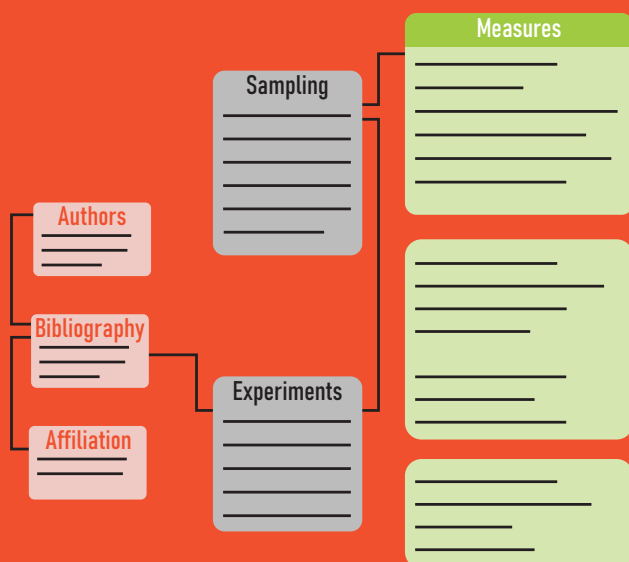 Measures
Sampling
Authors
Bibliography
Experiments
Affiliation